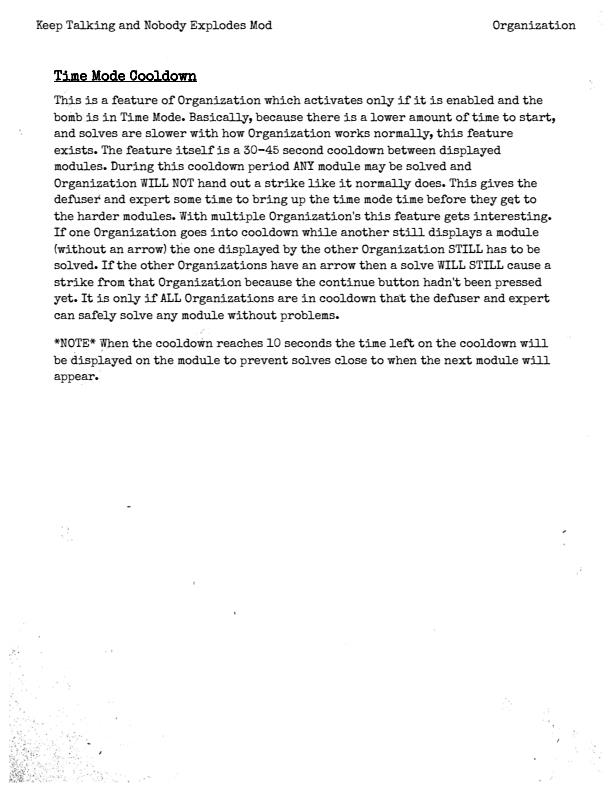 Keep Talking and Nobody Explodes Mod Organization
Time Mode Cooldown
This is a feature of Organization which activates only if it is enabled and the
bomb is in Time Mode. Basically, because there is a lower amount of time to start,
and solves are slower with how Organization works normally, this feature
exists. The feature itself is a 30-45 second cooldown between displayed
modules. During this cooldown period ANY module may be solved and
Organization WILL NOT hand out a strike like it normally does. This gives the
defuser and expert some time to bring up the time mode time before they get to
the harder modules. With multiple Organization's this feature gets interesting.
If one Organization goes into cooldown while another still displays a module
(without an arrow) the one displayed by the other Organization STILL has to be
solved. If the other Organizations have an arrow then a solve WILL STILL cause a
strike from that Organization because the continue button hadn't been pressed
yet. It is only if ALL Organizations are in cooldown that the defuser and expert
can safely solve any module without problems.
*NOTE* When the cooldown reaches 10 seconds the time left on the cooldown will
be displayed on the module to prevent solves close to when the next module will
appear.